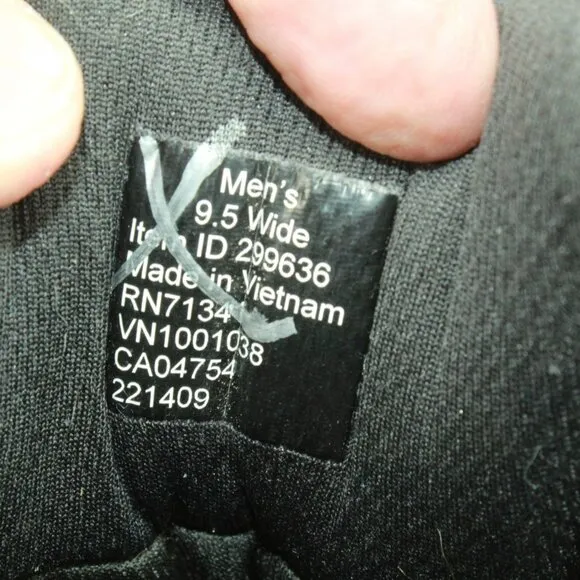 Men's
9.5 Wide
Item ID 299636
Made in Vietnam
RN7134
VN1001038
CA04754
221409